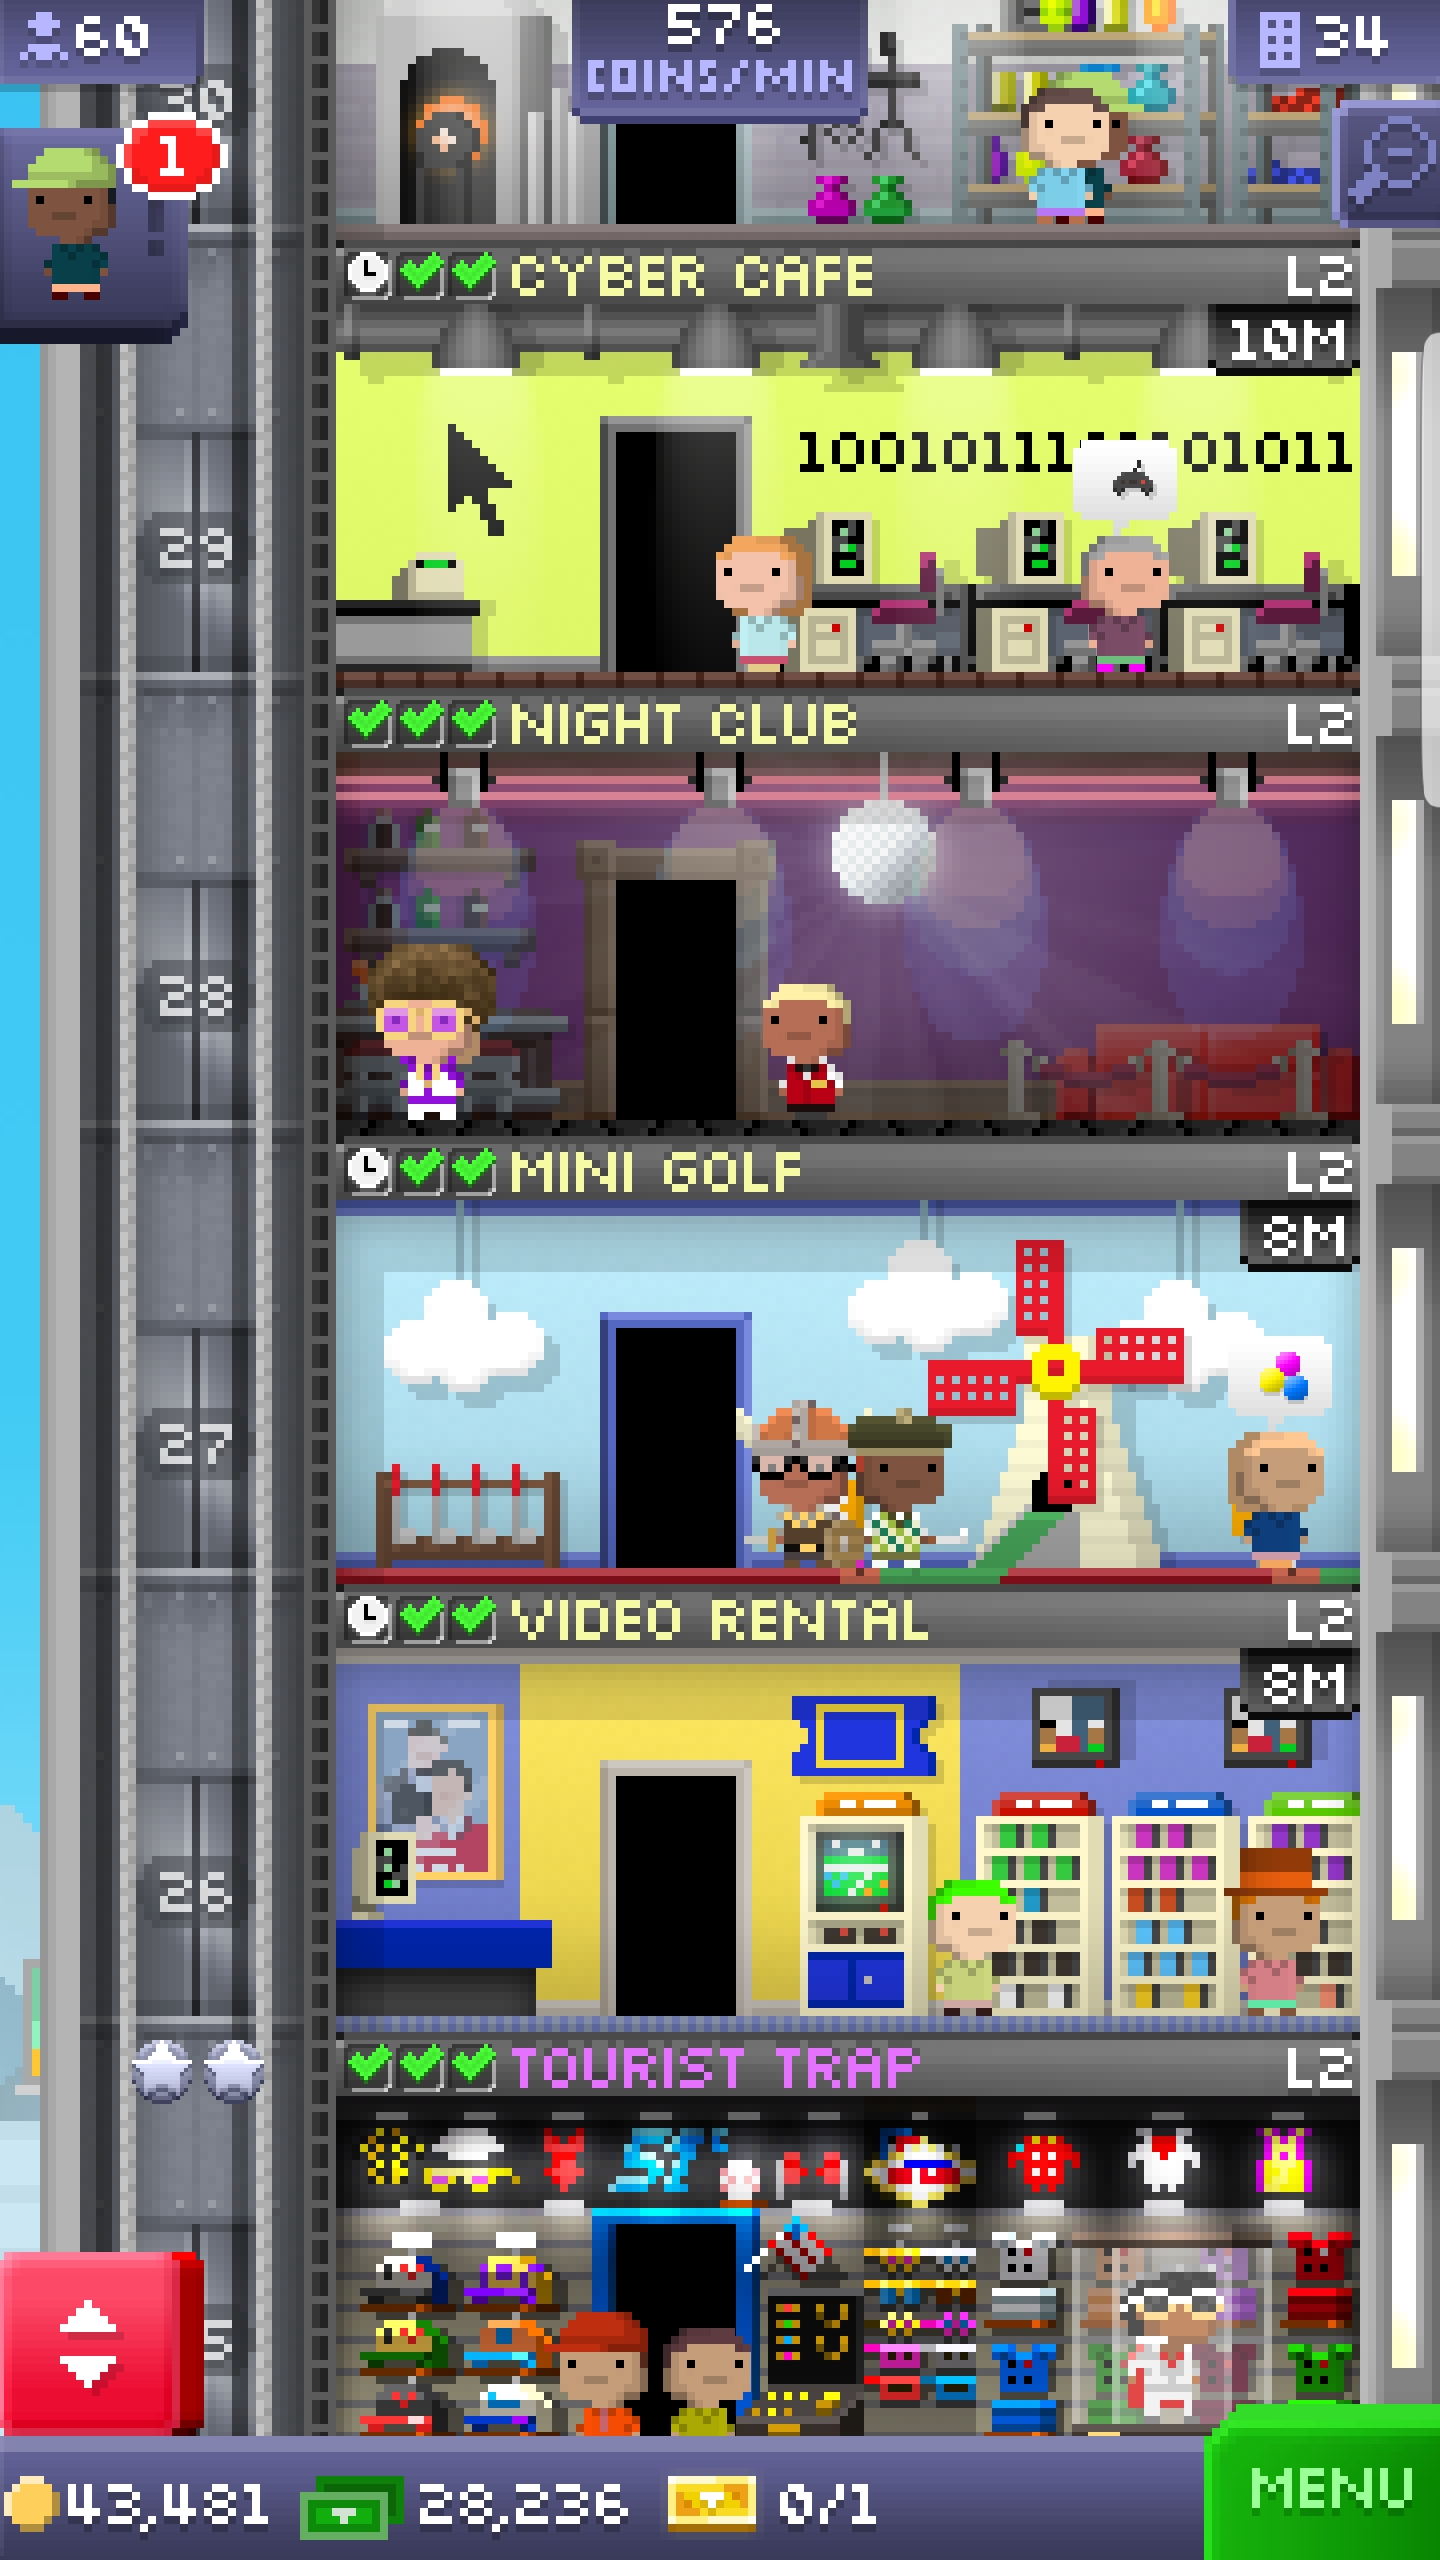 60
576
COINS/MIN
34
30
1
CYBER CAFE
L2
10M
29
NIGHT CLUB
L2
28
MINI GOLF
L2
8M
27
VIDEO RENTAL
L2
8M
26
TOURIST TRAP
L2
43,481
28,236
0/1
MENU